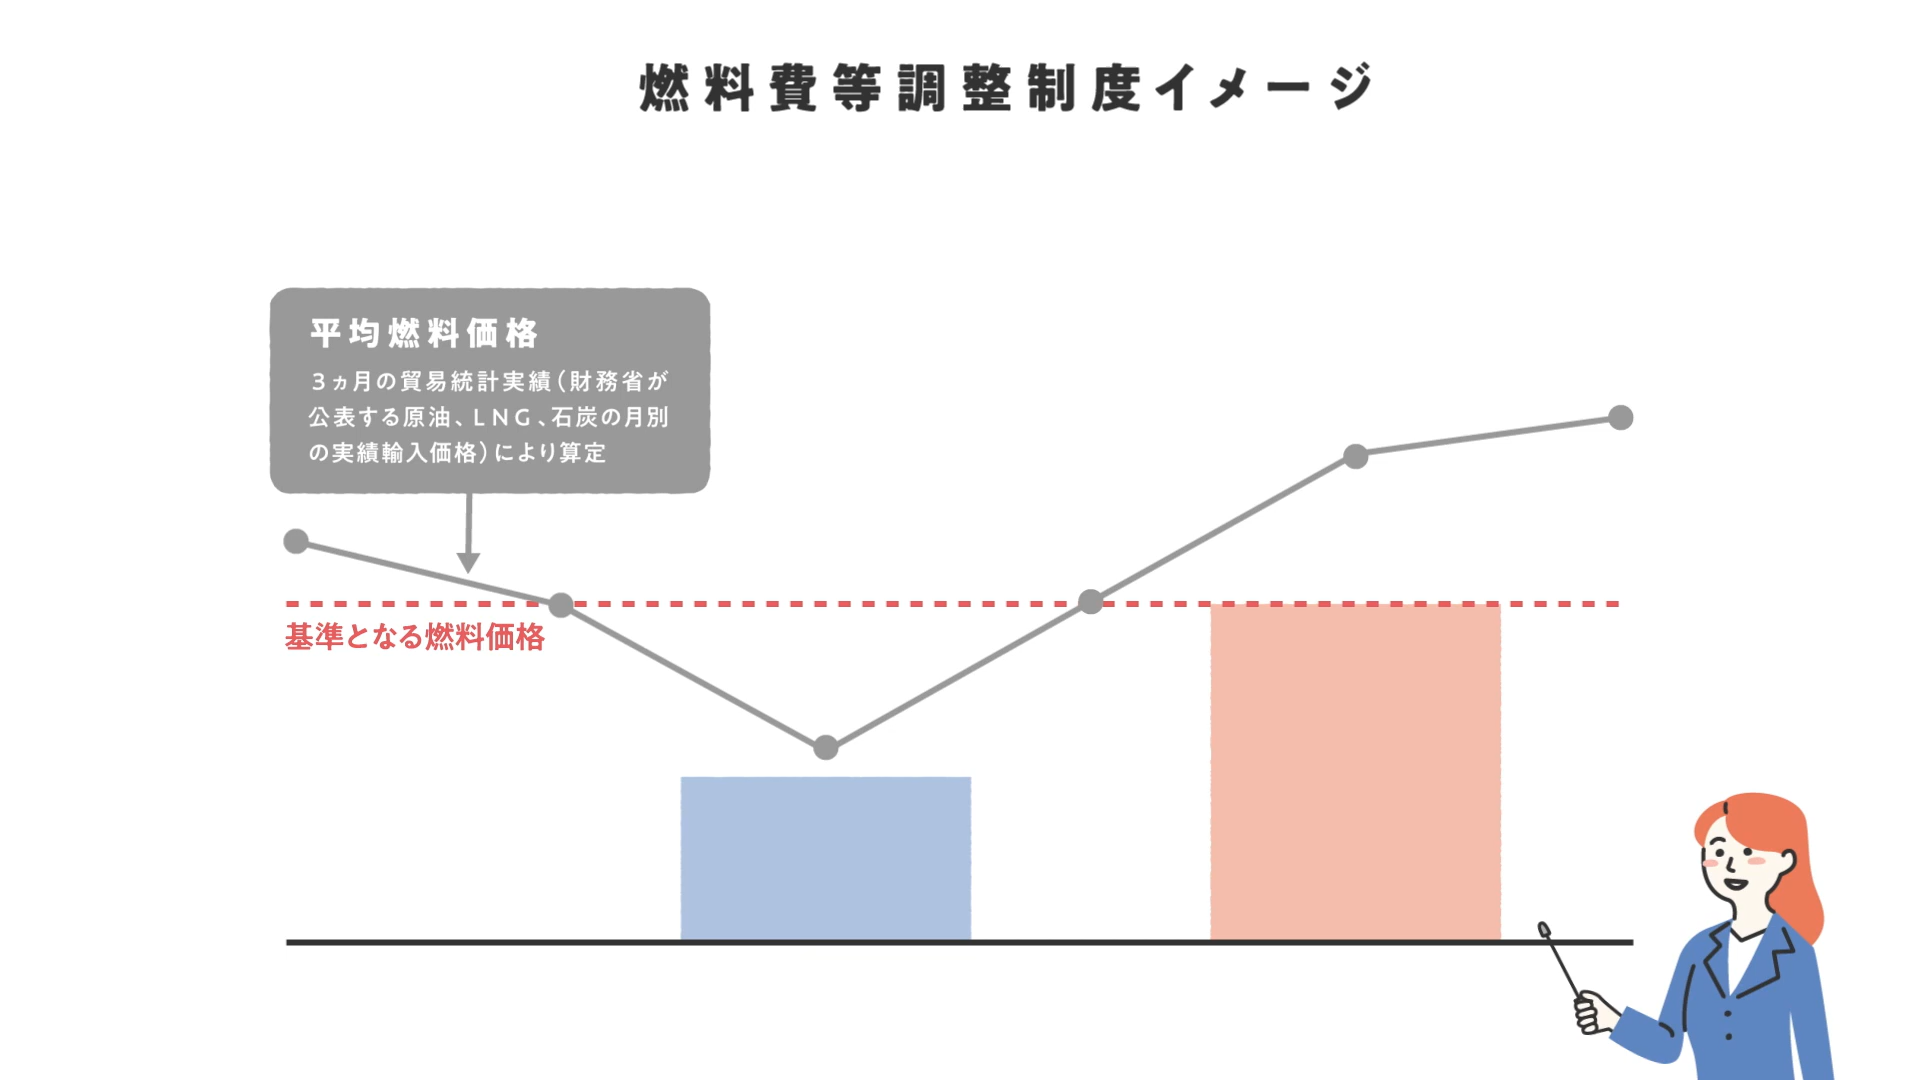 燃料費等調整制度イメージ
平均燃料価格
3ヵ月の貿易統計実績（財務省が
公表する原油、LNG、石炭の月別
の実績輸入価格）により算定
基準となる燃料価格